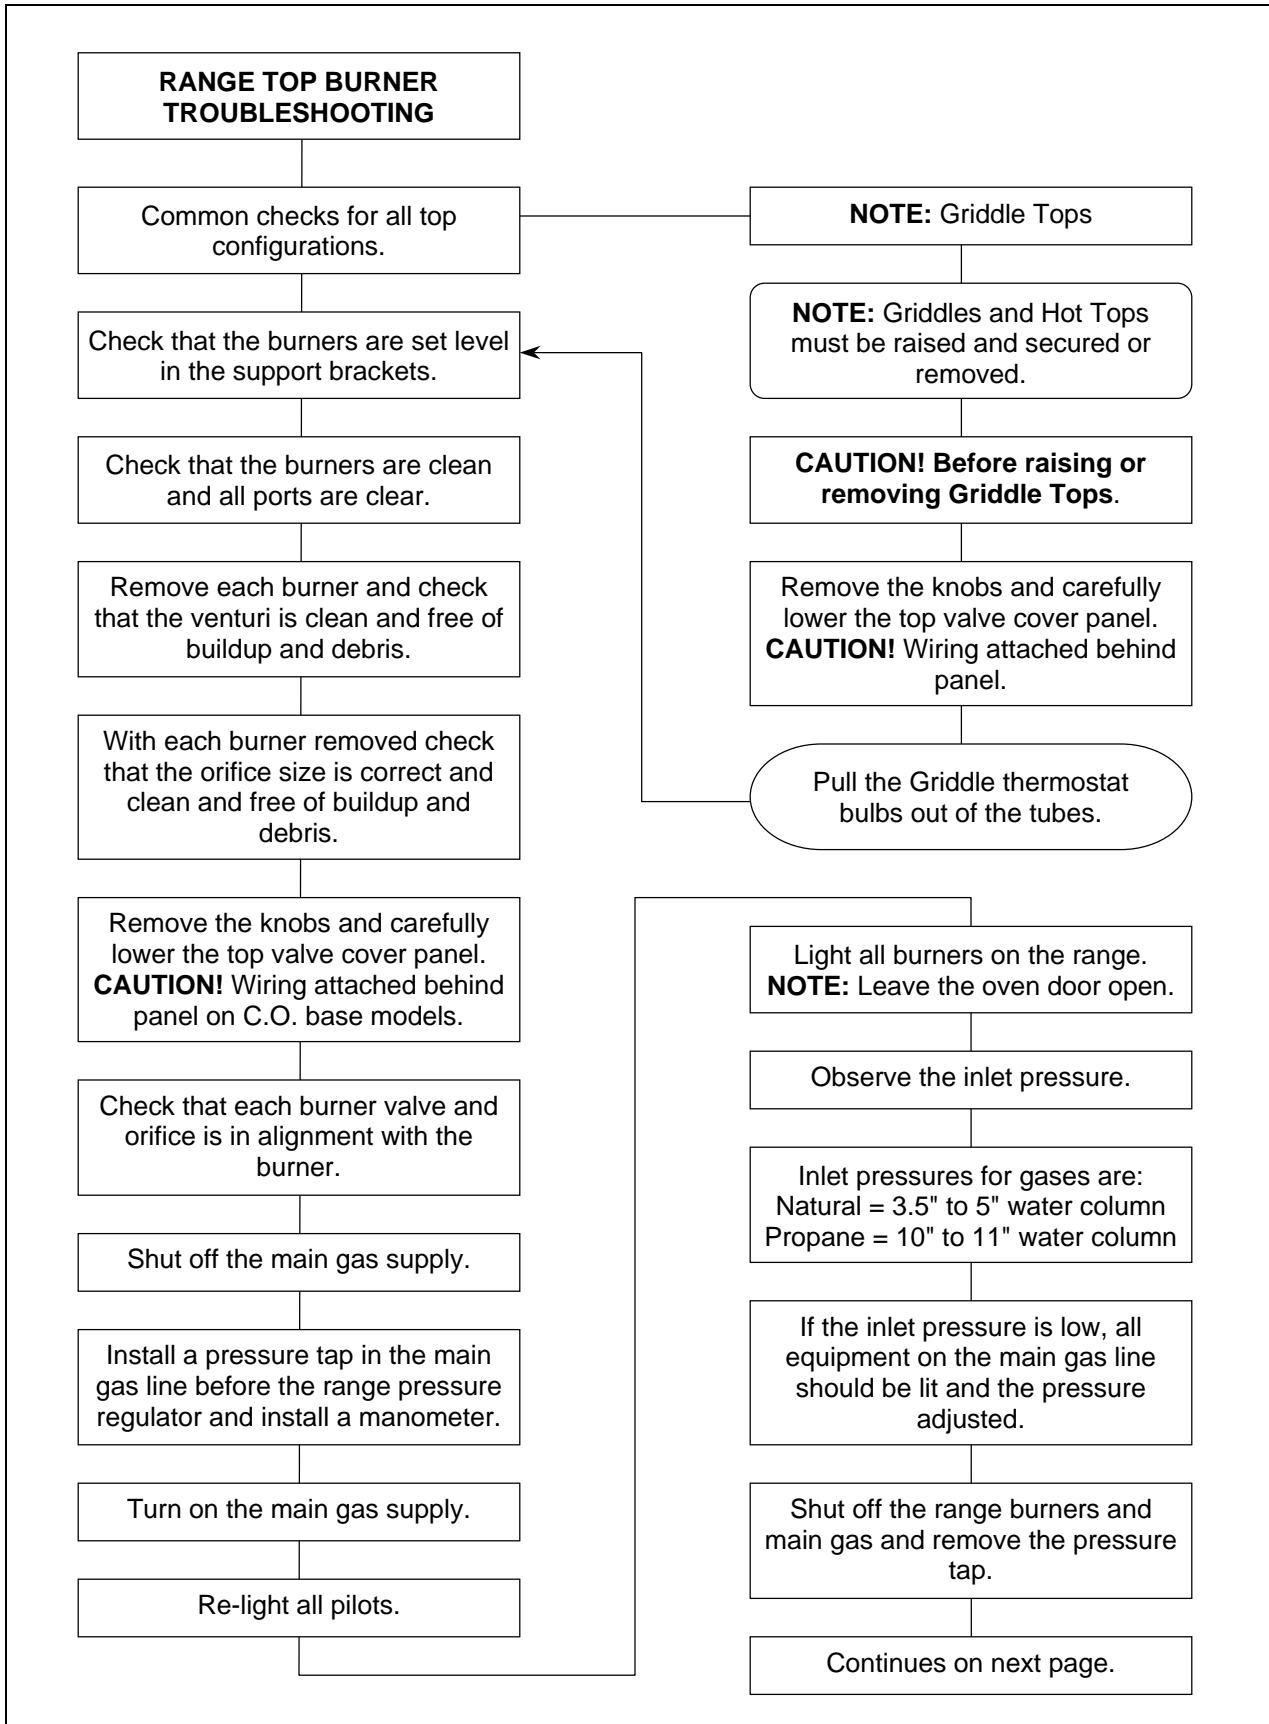 RANGE TOP BURNER
TROUBLESHOOTING
Common checks for all top
configurations.
Check that the burners are set level
in the support brackets.
Check that the burners are clean
and all ports are clear.
Remove each burner and check
that the venturi is clean and free of
buildup and debris.
With each burner removed check
that the orifice size is correct and
clean and free of buildup and
debris.
Remove the knobs and carefully
lower the top valve cover panel.
CAUTION! Wiring attached behind
panel on C.O. base models.
Check that each burner valve and
orifice is in alignment with the
burner.
Shut off the main gas supply.
Install a pressure tap in the main
gas line before the range pressure
regulator and install a manometer.
Turn on the main gas supply.
Re-light all pilots.
NOTE: Griddle Tops
NOTE: Griddles and Hot Tops
must be raised and secured or
removed.
CAUTION! Before raising or
removing Griddle Tops.
Remove the knobs and carefully
lower the top valve cover panel.
CAUTION! Wiring attached behind
panel.
Pull the Griddle thermostat
bulbs out of the tubes.
Light all burners on the range.
NOTE: Leave the oven door open.
Observe the inlet pressure.
Inlet pressures for gases are:
Natural = 3.5" to 5" water column
Propane = 10" to 11" water column
If the inlet pressure is low, all
equipment on the main gas line
should be lit and the pressure
adjusted.
Shut off the range burners and
main gas and remove the pressure
tap.
Continues on next page.